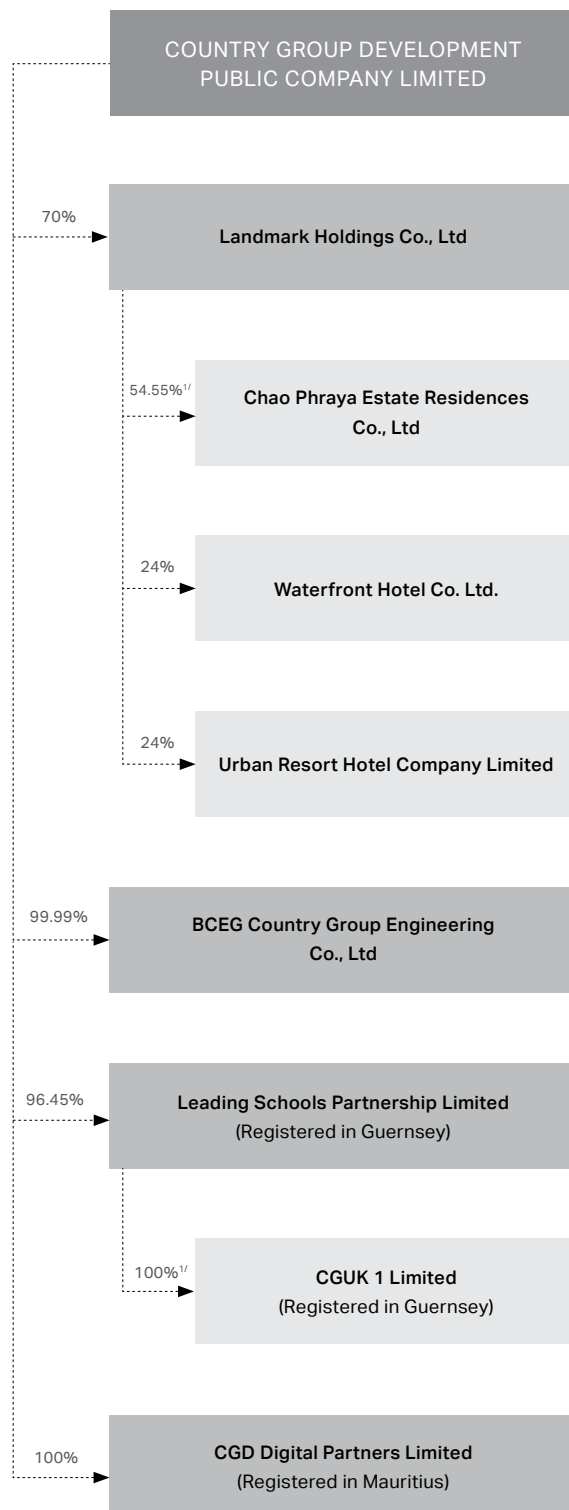 COUNTRY GROUP DEVELOPMENT
PUBLIC COMPANY LIMITED
70%
Landmark Holdings Co., Ltd
54.55%1/
Chao Phraya Estate Residences
Co., Ltd
24%
Waterfront Hotel Co. Ltd.
24%
Urban Resort Hotel Company Limited
99.99%
BCEG Country Group Engineering
Co., Ltd
96.45%
Leading Schools Partnership Limited
(Registered in Guernsey)
100%1/
CGUK 1 Limited
(Registered in Guernsey)
100%
CGD Digital Partners Limited
(Registered in Mauritius)